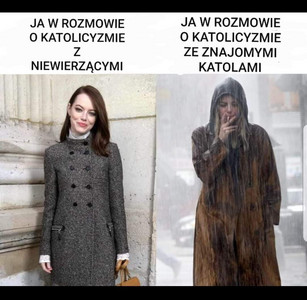 JA W ROZMOWIE
O KATOLICYZMIE
Z
NIEWIERZĄCYMI
JA W ROZMOWIE
O KATOLICYZMIE
ZE ZNAJOMYMI
KATOLAMI